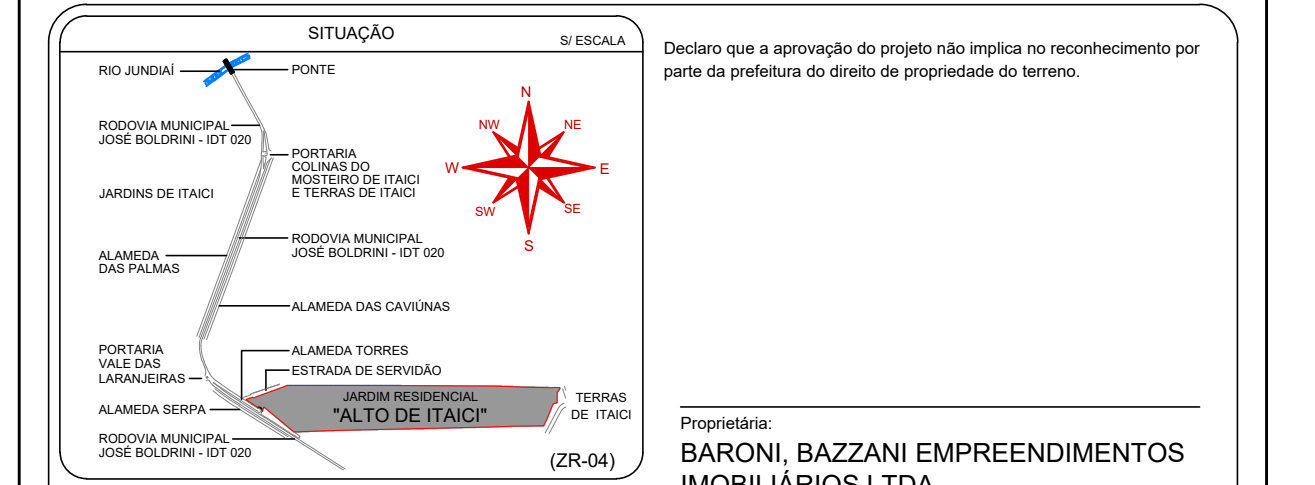 SITUAÇÃO
S/ ESCALA
RIO JUNDIAÍ
PONTE
RODOVIA MUNICIPAL
JOSÉ BOLDRINI - IDT 020
PORTARIA
COLINAS DO
MOSTEIRO DE ITAICI
E TERRAS DE ITAICI
JARDINS DE ITAICI
RODOVIA MUNICIPAL
JOSÉ BOLDRINI - IDT 020
ALAMEDA
DAS PALMAS
ALAMEDA DAS CAVIÚNAS
PORTARIA
VALE DAS
LARANJEIRAS
ALAMEDA TORRES
ESTRADA DE SERVIDÃO
JARDIM RESIDENCIAL
"ALTO DE ITAICI"
TERRAS
DE ITAICI
ALAMEDA SERPA
RODOVIA MUNICIPAL
JOSÉ BOLDRINI - IDT 020
(ZR-04)
N
NW
NE
W
E
SW
SE
S
Declaro que a aprovação do projeto não implica no reconhecimento por
parte da prefeitura do direito de propriedade do terreno.
Proprietária:
BARONI, BAZZANI EMPREENDIMENTOS
IMOBILIÁRIOS LTDA